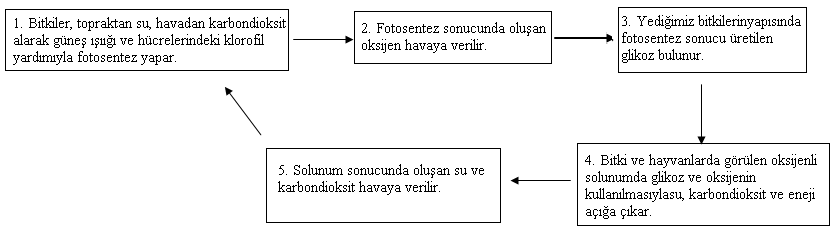 1. Bitkiler, topraktan su, havadan karbondioksit
alarak güneş ışığı ve hücrelerindeki klorofil
yardımıyla fotosentez yapar.
2. Fotosentez sonucunda oluşan
oksijen havaya verilir.
3. Yediğimiz bitkilerinyapısında
fotosentez sonucu üretilen
glikoz bulunur.
4. Bitki ve hayvanlarda görülen oksijenli
solunumda glikoz ve oksijenin
kullanılmasıylasu, karbondioksit ve eneji
açığa çıkar.
5. Solunum sonucunda oluşan su ve
karbondioksit havaya verilir.